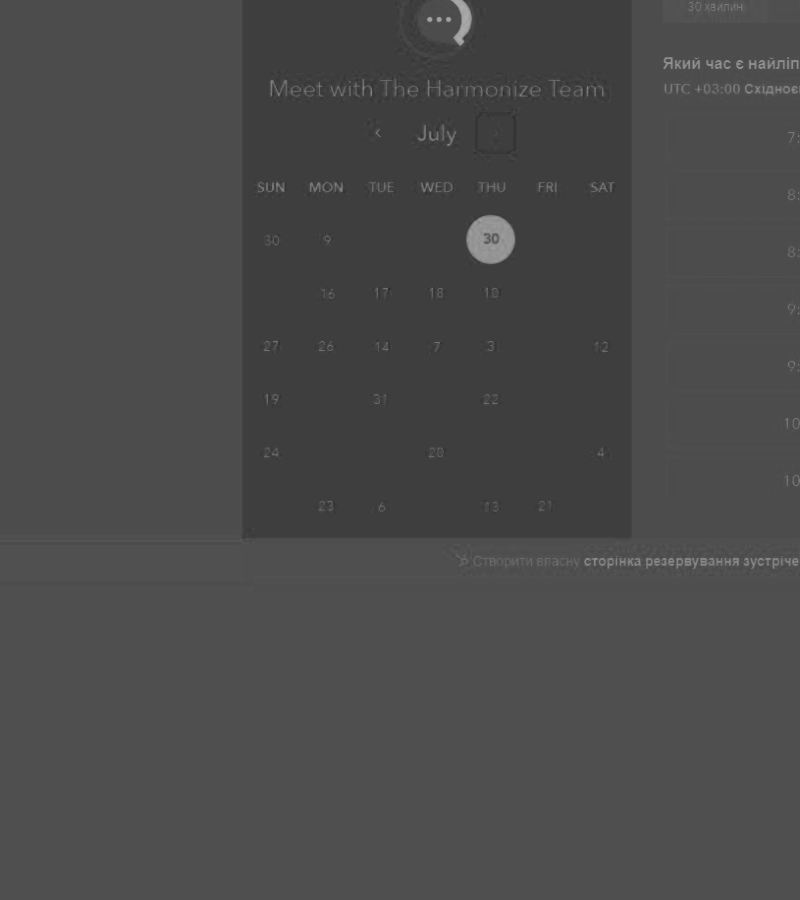 30 хвилин
Meet with The Harmonize Team
Який час є найліп
July
UTC +03:00 Східноє
7:
SUN MON TUE WED THU FRI SAT
8:
30 9 30
8:
16 17 18 10
9:
27 26 14 7 3 12
9:
19 31 22
10
24 20 4
10
23 6 13 21
Створити власну сторінка резервування зустріче